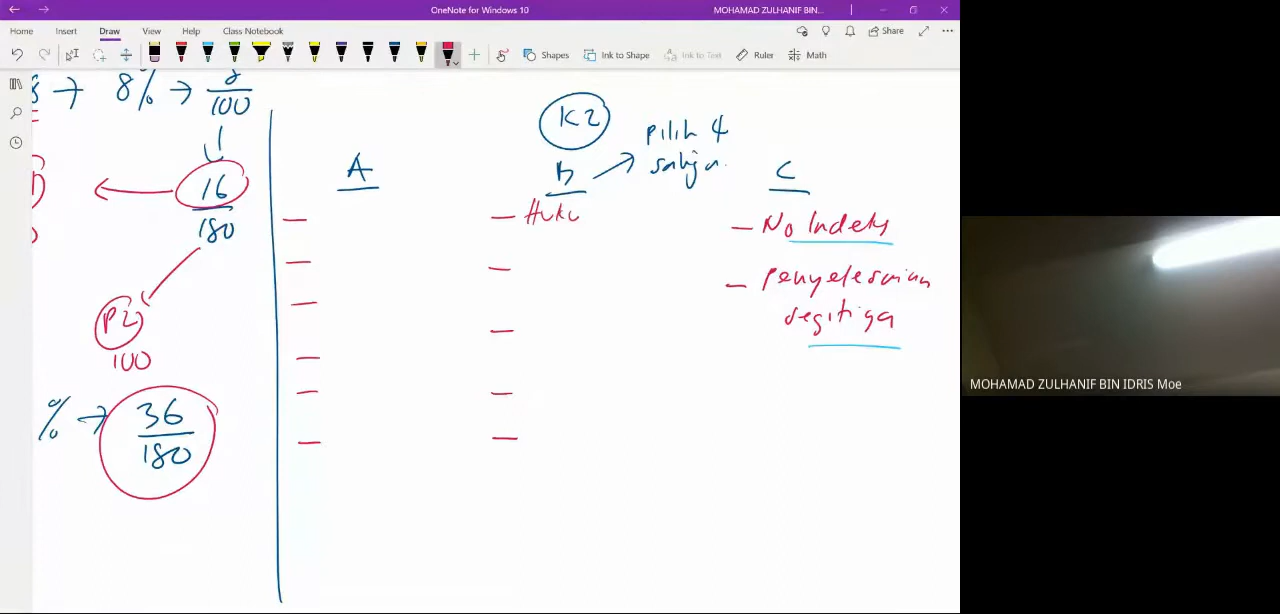 OneNote for Windows 10
MOHAMAD ZULHANIF BIN...
Home Insert Draw View Help Class Notebook
Share
Shapes Ink to Shape Ink to Text Ruler Math
→ 8% → 8/100
16/180
P2
100
% → 36/180
K2
A
B → pilih 4
sahja.
C
– Huku
– No Indeks
– Penyelesaian
segitiga
MOHAMAD ZULHANIF BIN IDRIS Moe